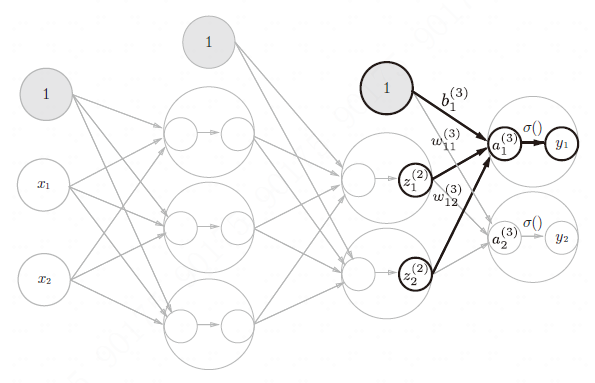 1
1
1
b_1^{(3)}
w_{11}^{(3)}
a_1^{(3)}
σ()
y_1
x_1
z_1^{(2)}
w_{12}^{(3)}
a_2^{(3)}
σ()
y_2
x_2
z_2^{(2)}